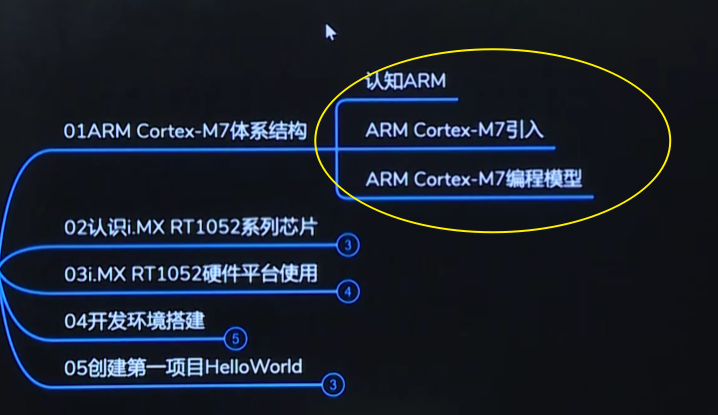 认知ARM
01ARM Cortex-M7体系结构
ARM Cortex-M7引入
ARM Cortex-M7编程模型
02认识i.MX RT1052系列芯片
3
03i.MX RT1052硬件平台使用
4
04开发环境搭建
5
05创建第一项目HelloWorld
3